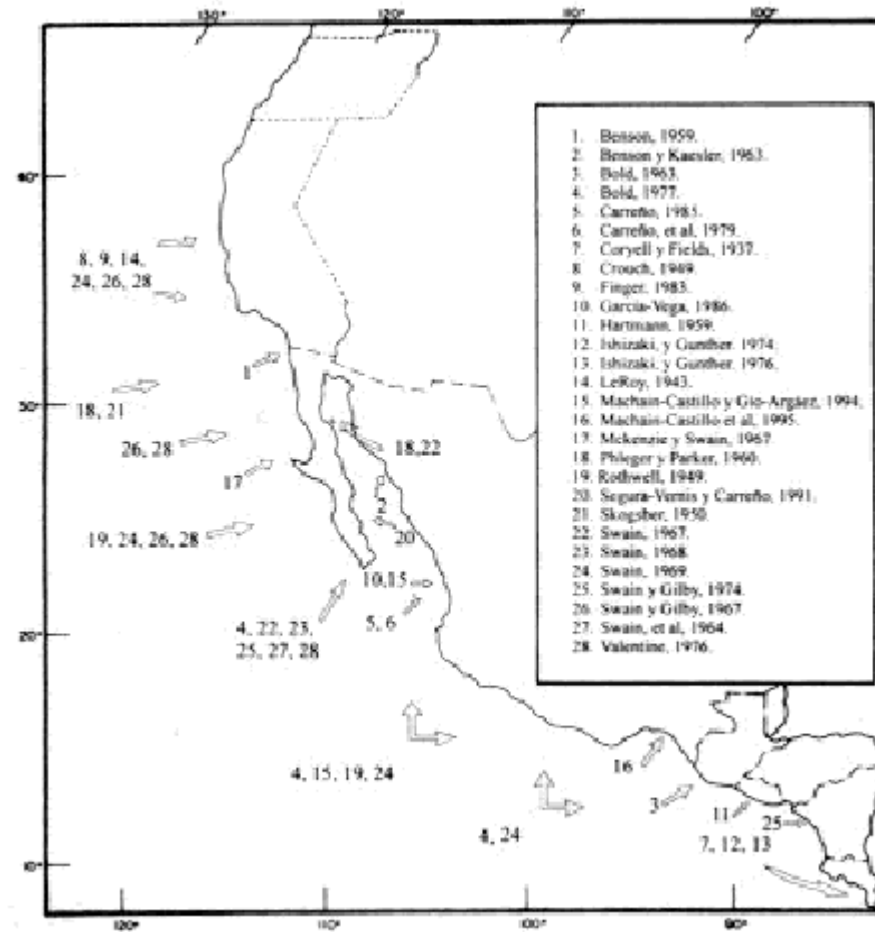 130° 120° 110° 100°
40°
30°
20°
10°
120° 110° 100° 90°
8, 9, 14,
24, 26, 28
1
18, 21
26, 28
17
18,22
2
20
19, 24, 26, 28
10,15
5, 6
4, 22, 23,
25, 27, 28
4, 15, 19, 24
4, 24
16
3
11
25
7, 12, 13
1. Benson, 1959.
2. Benson y Kaesler, 1963.
3. Bold, 1963.
4. Bold, 1977.
5. Carreño, 1985.
6. Carreño, et al, 1979.
7. Coryell y Fields, 1937.
8. Crouch, 1949.
9. Finger, 1983.
10. García-Vega, 1986.
11. Hartmann, 1959.
12. Ishizaki, y Gunther, 1974.
13. Ishizaki, y Gunther, 1976.
14. LeRoy, 1943.
15. Machain-Castillo y Gío-Argáez, 1994.
16. Machain-Castillo et al, 1995.
17. Mckenzie y Swain, 1967.
18. Phleger y Parker, 1960.
19. Rothwell, 1949.
20. Segura-Vernis y Carreño, 1991.
21. Skogsber, 1950.
22. Swain, 1967.
23. Swain, 1968.
24. Swain, 1969.
25. Swain y Gilby, 1974.
26. Swain y Gilby, 1967.
27. Swain, et al, 1964.
28. Valentine, 1976.